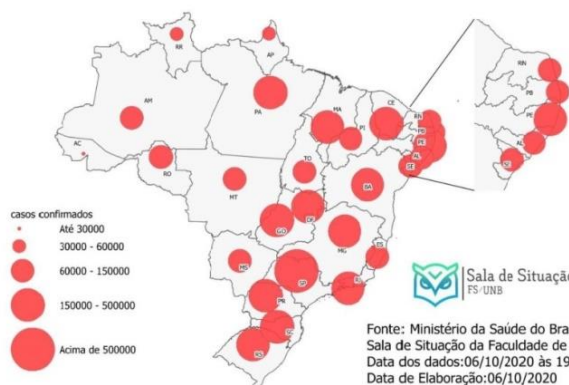 RR
AP
AM
PA
MA
CE
RN
PB
PE
AL
SE
PI
AC
RO
TO
MT
BA
DF
GO
MG
ES
MS
SP
RJ
PR
SC
RS
RN
PB
PE
AL
SE
casos confirmados
Até 30000
30000 - 60000
60000 - 150000
150000 - 500000
Acima de 500000
Sala de Situação
FS/UNB
Fonte: Ministério da Saúde do Bra
Sala de Situação da Faculdade de
Data dos dados:06/10/2020 às 19
Data de Elaboração:06/10/2020